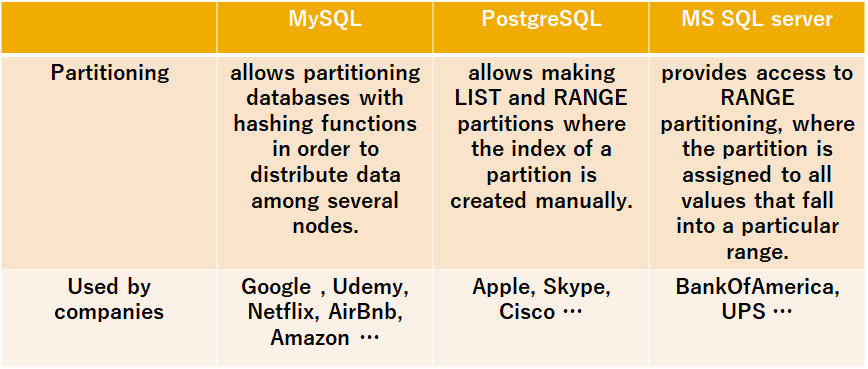 MySQL PostgreSQL MS SQL server
Partitioning
allows partitioning
databases with
hashing functions
in order to
distribute data
among several
nodes.
allows making
LIST and RANGE
partitions where
the index of a
partition is
created manually.
provides access to
RANGE
partitioning, where
the partition is
assigned to all
values that fall
into a particular
range.
Used by
companies
Google , Udemy,
Netflix, AirBnb,
Amazon …
Apple, Skype,
Cisco …
BankOfAmerica,
UPS …